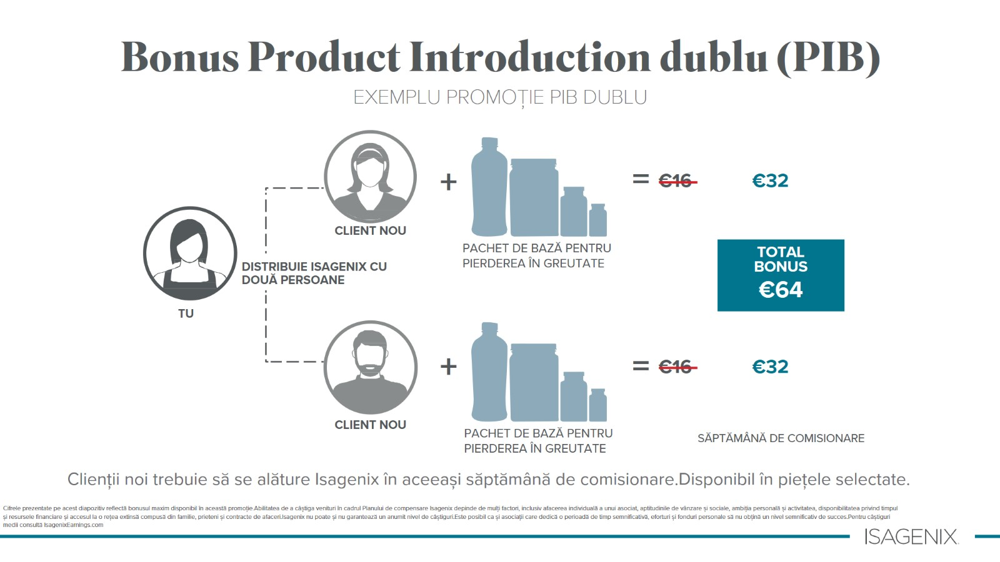 Bonus Product Introduction dublu (PIB)
EXEMPLU PROMOȚIE PIB DUBLU
CLIENT NOU
+
PACHET DE BAZĂ PENTRU
PIERDEREA ÎN GREUTATE
= €16 €32
TU
DISTRIBUIE ISAGENIX CU
DOUĂ PERSOANE
TOTAL
BONUS
€64
CLIENT NOU
+
PACHET DE BAZĂ PENTRU
PIERDEREA ÎN GREUTATE
= €16 €32
SĂPTĂMÂNĂ DE COMISIONARE
Clienții noi trebuie să se alăture Isagenix în aceeași săptămână de comisionare.Disponibil în piețele selectate.
Cifrele prezentate pe acest diapozitiv reflectă bonusul maxim disponibil în această promoție.Abilitatea de a câștiga venituri în cadrul Planului de compensare Isagenix depinde de mulți factori, inclusiv afacerea individuală a unui asociat, aptitudinile de vânzare și sociale, ambiția personală și activitatea, disponibilitatea privind timpul
și resursele financiare și accesul la o rețea extinsă compusă din familie, prieteni și contracte de afaceri.Isagenix nu poate și nu garantează un anumit nivel de câștiguri.Este posibil ca și asociații care dedică o perioadă de timp semnificativă, eforturi și fonduri personale să nu obțină un nivel semnificativ de succes.Pentru câștiguri
medii consultă IsagenixEarnings.com
ISAGENIX